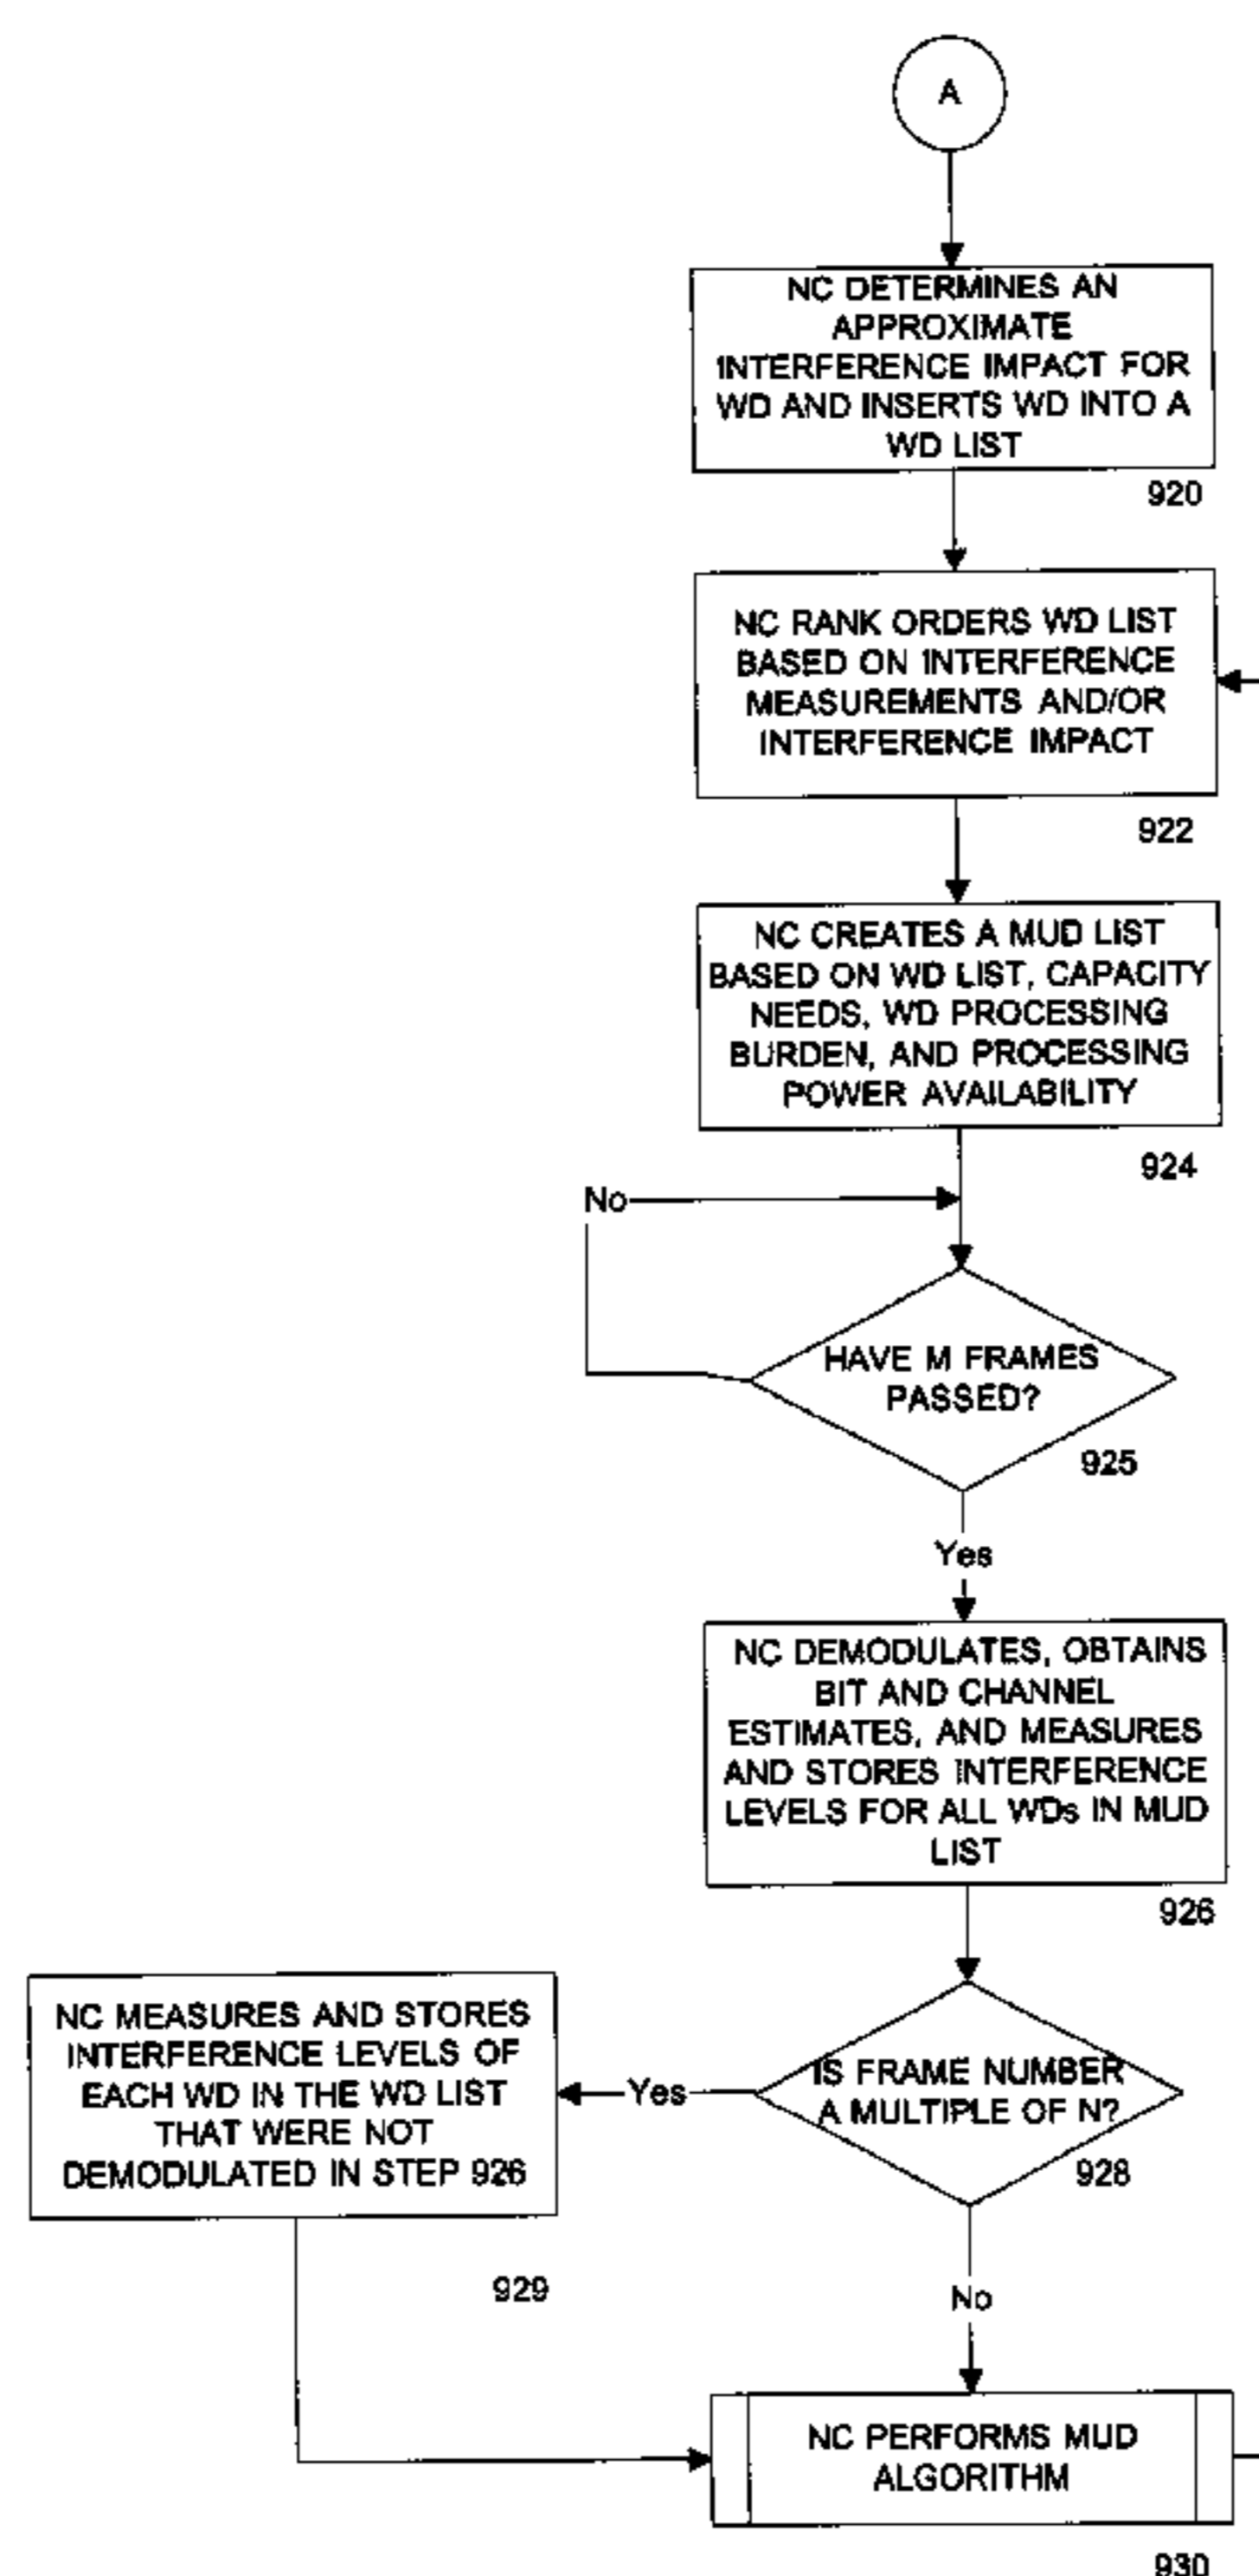 A
NC DETERMINES AN
APPROXIMATE
INTERFERENCE IMPACT FOR
WD AND INSERTS WD INTO A
WD LIST
920
NC RANK ORDERS WD LIST
BASED ON INTERFERENCE
MEASUREMENTS AND/OR
INTERFERENCE IMPACT
922
NC CREATES A MUD LIST
BASED ON WD LIST, CAPACITY
NEEDS, WD PROCESSING
BURDEN, AND PROCESSING
POWER AVAILABILITY
924
No
HAVE M FRAMES
PASSED?
925
Yes
NC DEMODULATES, OBTAINS
BIT AND CHANNEL
ESTIMATES, AND MEASURES
AND STORES INTERFERENCE
LEVELS FOR ALL WDs IN MUD
LIST
926
IS FRAME NUMBER
A MULTIPLE OF N?
928
Yes
NC MEASURES AND STORES
INTERFERENCE LEVELS OF
EACH WD IN THE WD LIST
THAT WERE NOT
DEMODULATED IN STEP 926
929
No
NC PERFORMS MUD
ALGORITHM
930